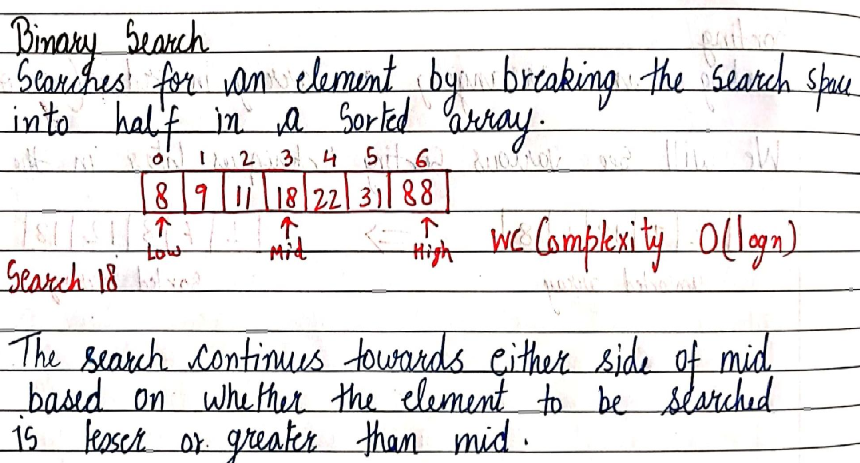 Binary Search
Searches for an element by breaking the search space
into half in a Sorted array.
0 1 2 3 4 5 6
8 9 11 18 22 31 88
Low Mid High WC Complexity O(logn)
Search 18
The search continues towards either side of mid
based on whether the element to be searched
is lesser or greater than mid.